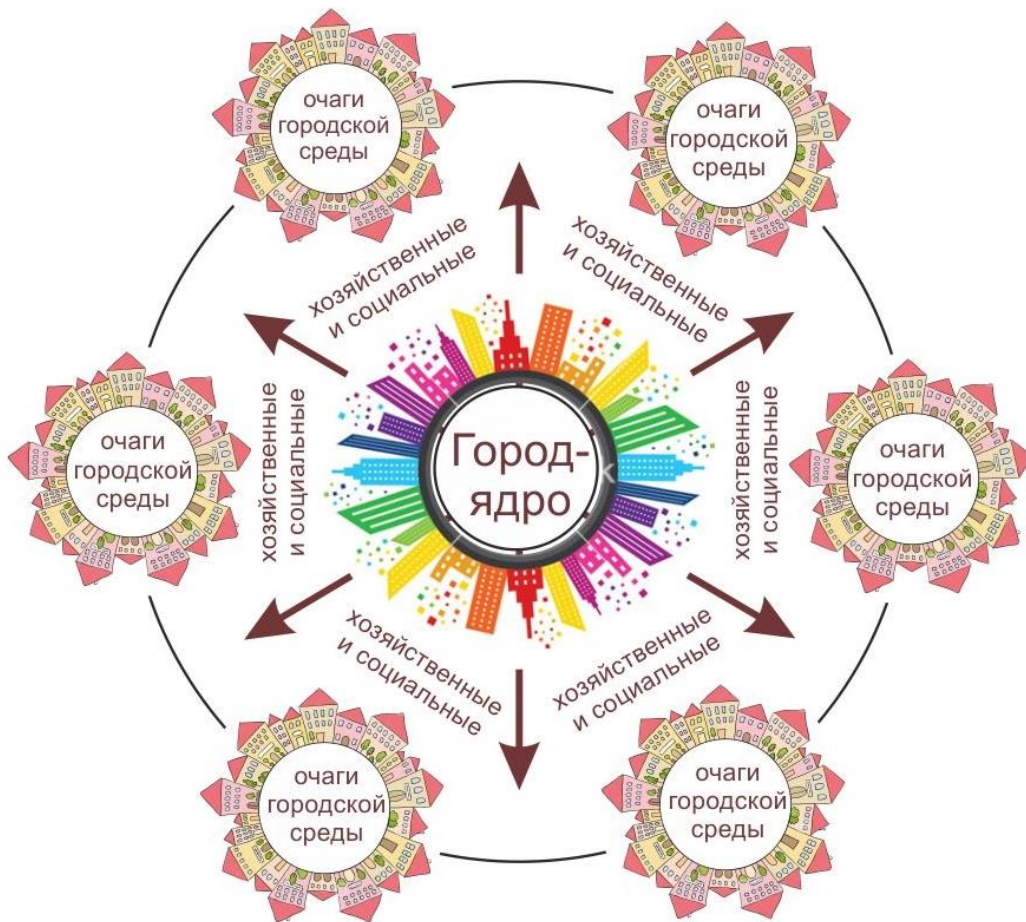 очаги
городской
среды
очаги
городской
среды
хозяйственные
и социальные
хозяйственные
и социальные
очаги
городской
среды
хозяйственные
и социальные
Город-
ядро
хозяйственные
и социальные
очаги
городской
среды
хозяйственные
и социальные
хозяйственные
и социальные
очаги
городской
среды
очаги
городской
среды